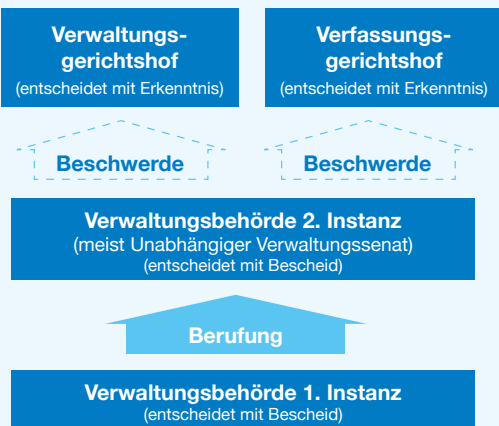 Verwaltungs-
gerichtshof
(entscheidet mit Erkenntnis)
Verfassungs-
gerichtshof
(entscheidet mit Erkenntnis)
Beschwerde
Beschwerde
Verwaltungsbehörde 2. Instanz
(meist Unabhängiger Verwaltungssenat)
(entscheidet mit Bescheid)
Berufung
Verwaltungsbehörde 1. Instanz
(entscheidet mit Bescheid)